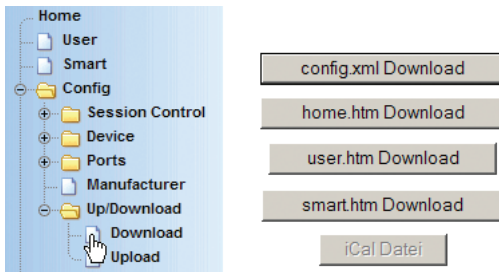 Home
User
Smart
Config
Session Control
Device
Ports
Manufacturer
Up/Download
Download
Upload
config.xml Download
home.htm Download
user.htm Download
smart.htm Download
iCal Datei